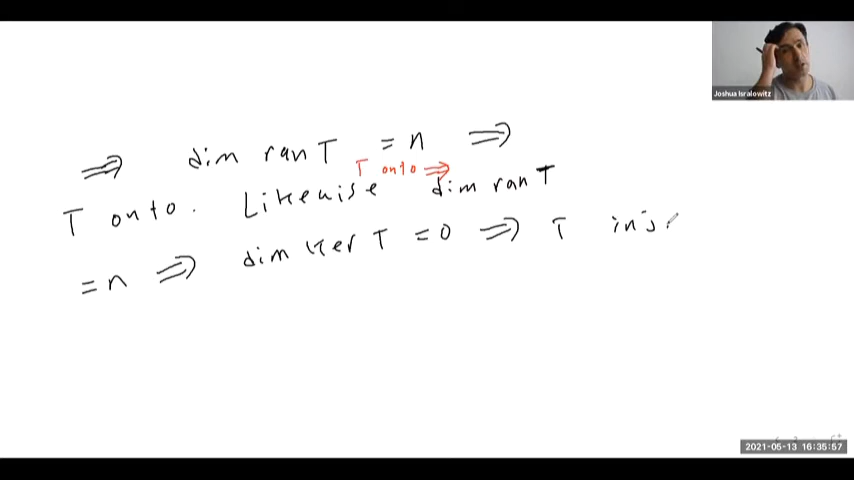 Joshua Isralowitz
⇒ dim ran T = n ⇒
T onto ⇒
T onto. Likewise dim ran T
= n ⇒ dim ker T = 0 ⇒ T inj
2021-05-13 16:35:57